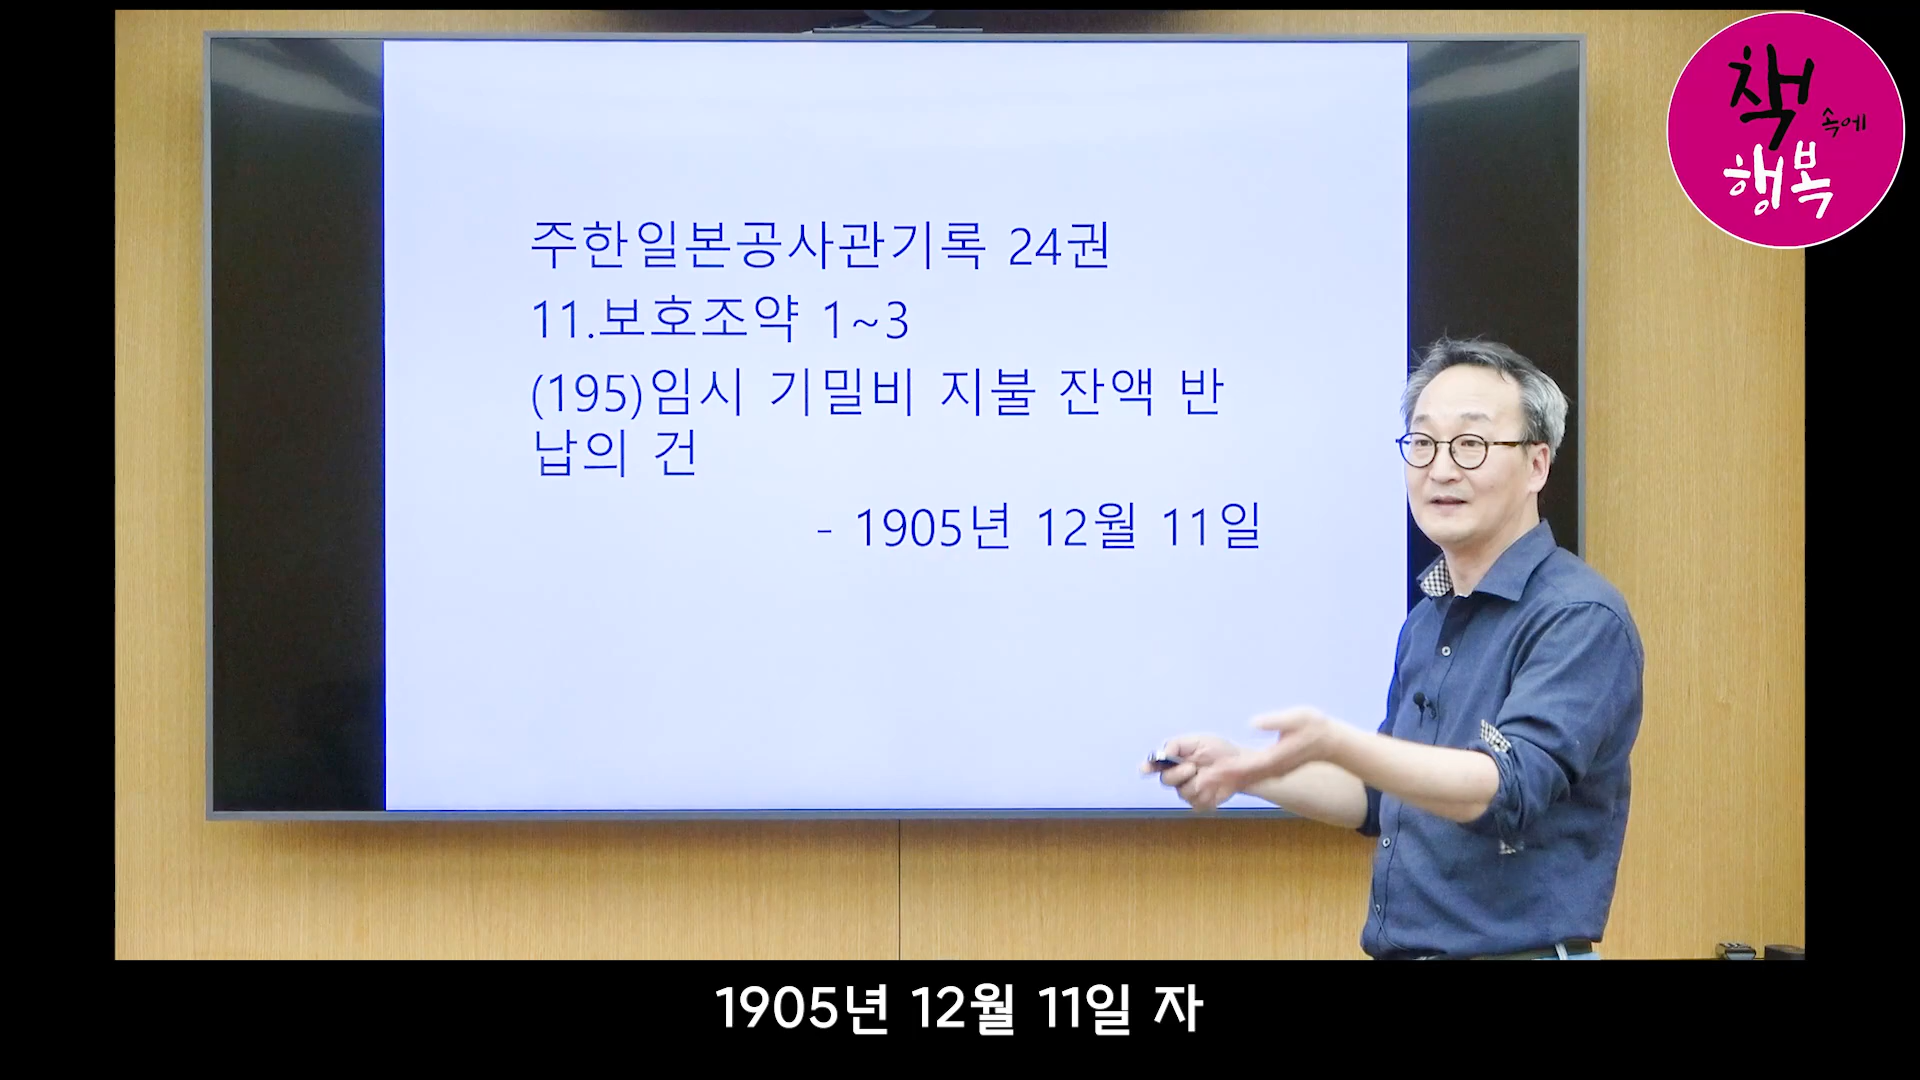 주한일본공사관기록 24권
11.보호조약 1~3
(195)임시 기밀비 지불 잔액 반
납의 건
- 1905년 12월 11일
책
속에
행복
1905년 12월 11일 자